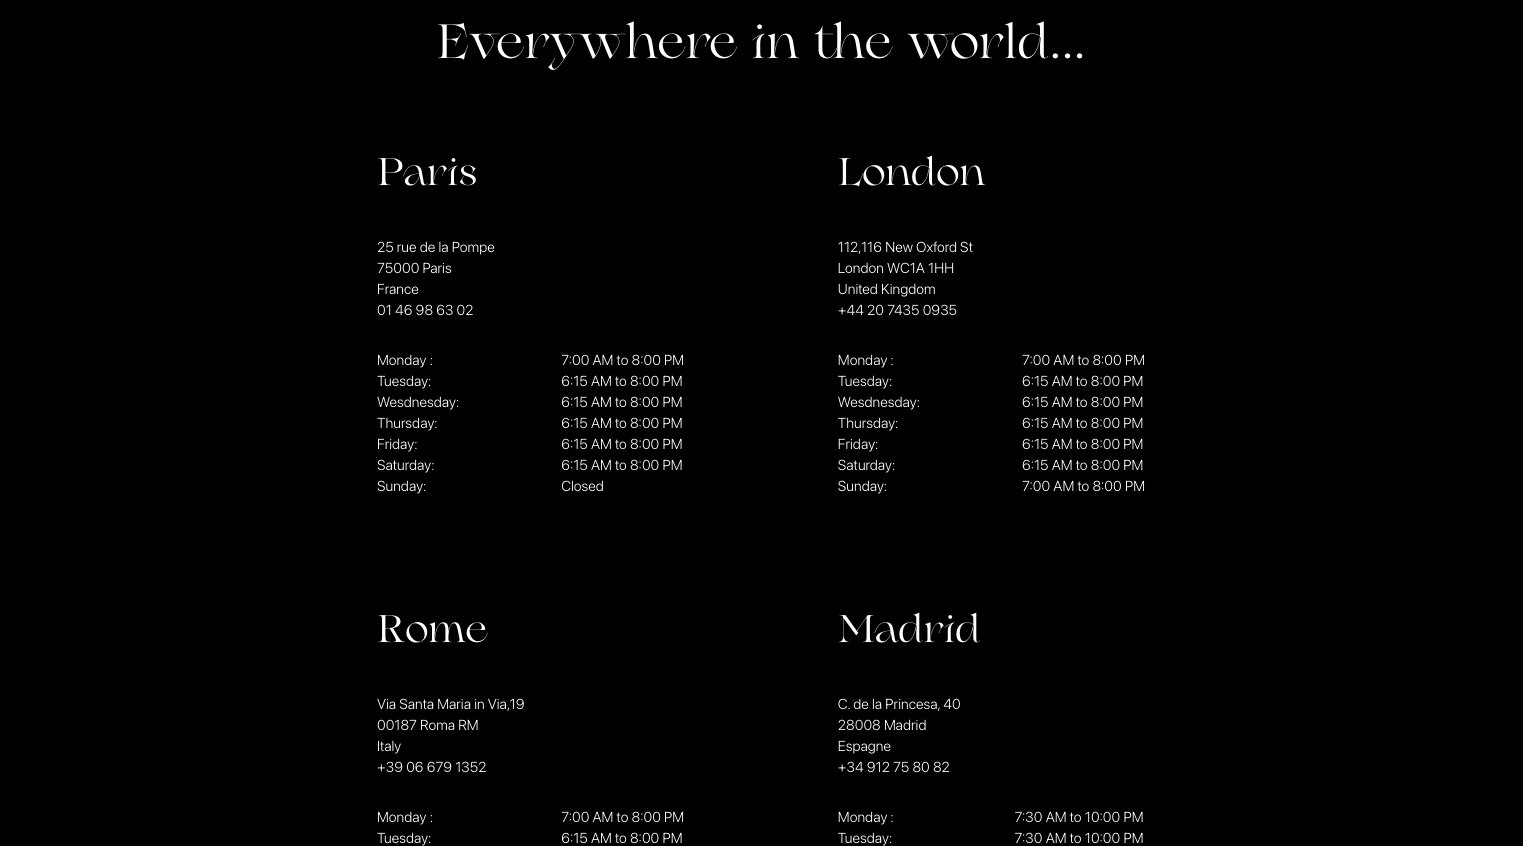 Everywhere in the world...
Paris
25 rue de la Pompe
75000 Paris
France
01 46 98 63 02
Monday : 7:00 AM to 8:00 PM
Tuesday: 6:15 AM to 8:00 PM
Wesdnesday: 6:15 AM to 8:00 PM
Thursday: 6:15 AM to 8:00 PM
Friday: 6:15 AM to 8:00 PM
Saturday: 6:15 AM to 8:00 PM
Sunday: Closed
London
112,116 New Oxford St
London WC1A 1HH
United Kingdom
+44 20 7435 0935
Monday : 7:00 AM to 8:00 PM
Tuesday: 6:15 AM to 8:00 PM
Wesdnesday: 6:15 AM to 8:00 PM
Thursday: 6:15 AM to 8:00 PM
Friday: 6:15 AM to 8:00 PM
Saturday: 6:15 AM to 8:00 PM
Sunday: 7:00 AM to 8:00 PM
Rome
Via Santa Maria in Via,19
00187 Roma RM
Italy
+39 06 679 1352
Monday : 7:00 AM to 8:00 PM
Tuesday: 6:15 AM to 8:00 PM
Madrid
C. de la Princesa, 40
28008 Madrid
Espagne
+34 912 75 80 82
Monday : 7:30 AM to 10:00 PM
Tuesday: 7:30 AM to 10:00 PM